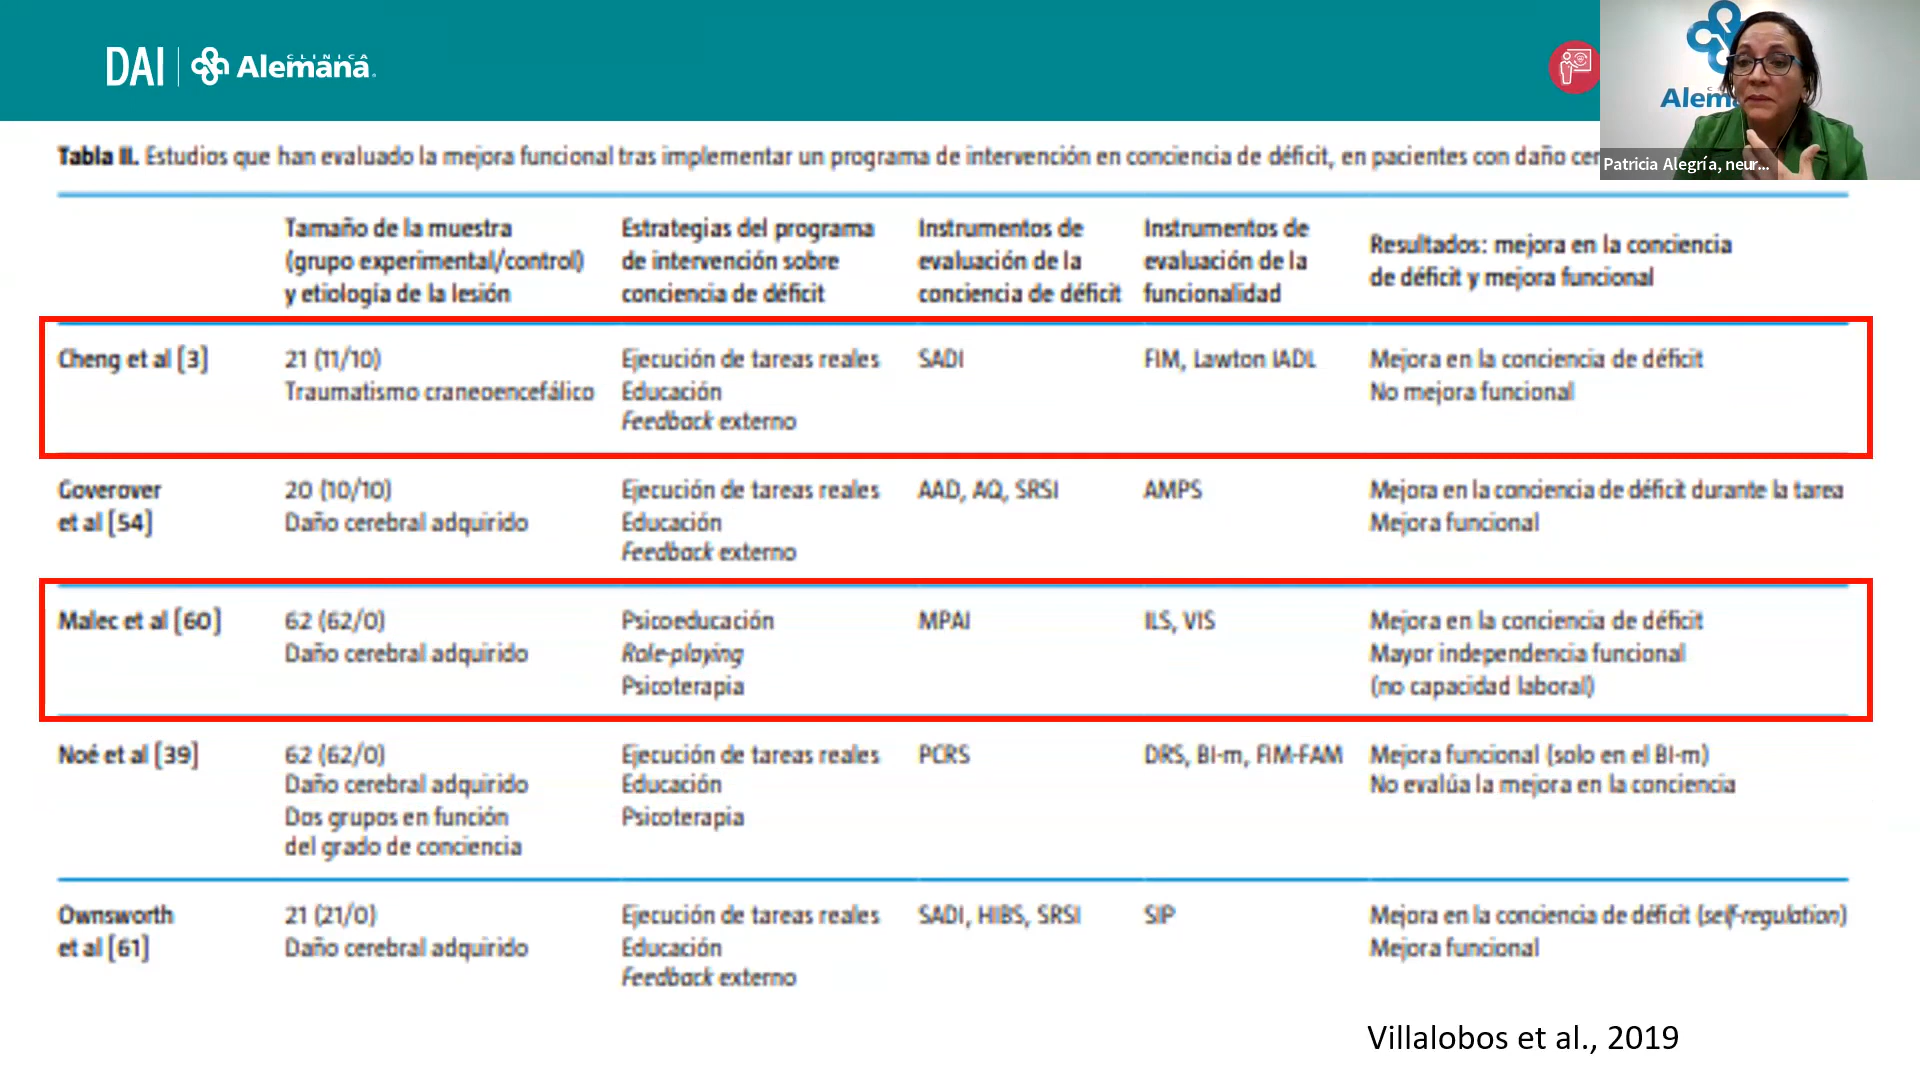 DAI
CLINICA
Alemana
CLINICA
Alem
Patricia Alegría, neur...
Tabla II. Estudios que han evaluado la mejora funcional tras implementar un programa de intervención en conciencia de déficit, en pacientes con daño cer
Tamaño de la muestra
(grupo experimental/control)
y etiología de la lesión
Estrategias del programa
de intervención sobre
conciencia de déficit
Instrumentos de
evaluación de la
conciencia de déficit
Instrumentos de
evaluación de la
funcionalidad
Resultados: mejora en la conciencia
de déficit y mejora funcional
Cheng et al [3]
21 (11/10)
Traumatismo craneoencefálico
Ejecución de tareas reales
Educación
Feedback externo
SADI
FIM, Lawton IADL
Mejora en la conciencia de déficit
No mejora funcional
Goverover
et al [54]
20 (10/10)
Daño cerebral adquirido
Ejecución de tareas reales
Educación
Feedback externo
AAD, AQ, SRSI
AMPS
Mejora en la conciencia de déficit durante la tarea
Mejora funcional
Malec et al [60]
62 (62/0)
Daño cerebral adquirido
Psicoeducación
Role-playing
Psicoterapia
MPAI
ILS, VIS
Mejora en la conciencia de déficit
Mayor independencia funcional
(no capacidad laboral)
Noé et al [39]
62 (62/0)
Daño cerebral adquirido
Dos grupos en función
del grado de conciencia
Ejecución de tareas reales
Educación
Psicoterapia
PCRS
DRS, BI-m, FIM-FAM
Mejora funcional (solo en el BI-m)
No evalúa la mejora en la conciencia
Ownsworth
et al [61]
21 (21/0)
Daño cerebral adquirido
Ejecución de tareas reales
Educación
Feedback externo
SADI, HIBS, SRSI
SIP
Mejora en la conciencia de déficit (self-regulation)
Mejora funcional
Villalobos et al., 2019